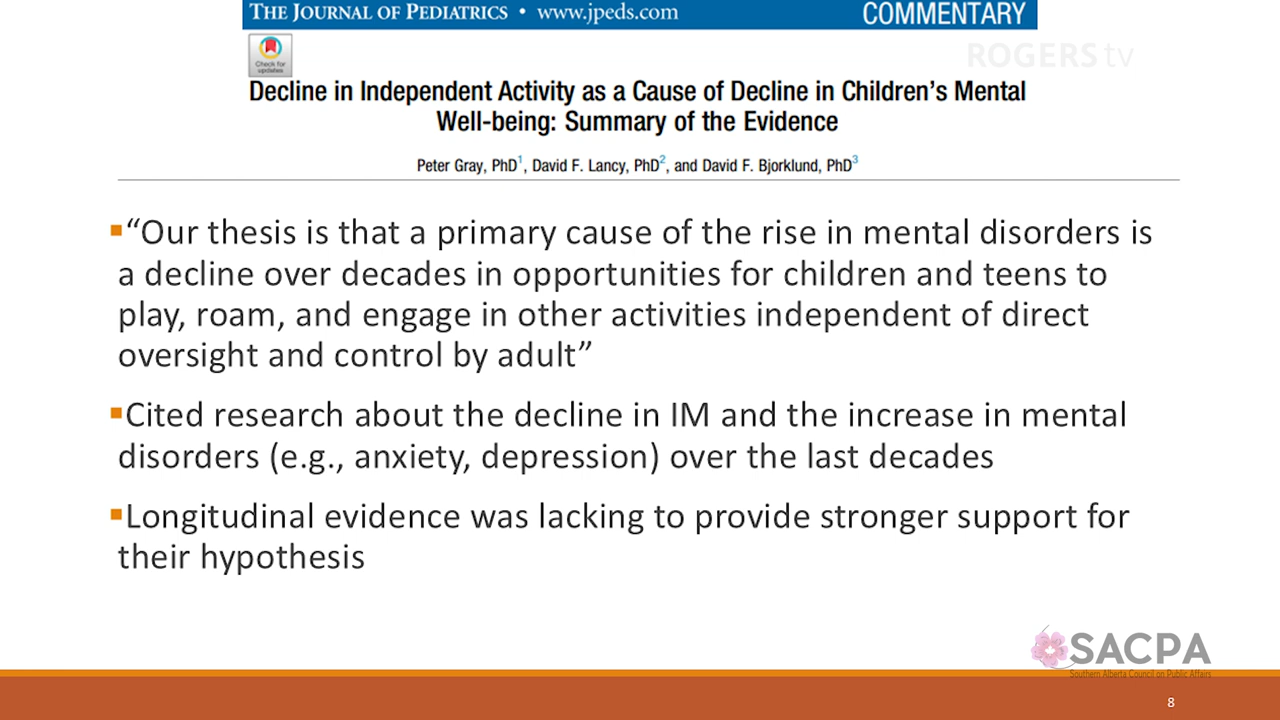 THE JOURNAL OF PEDIATRICS • www.jpeds.com COMMENTARY
ROGERS tv
Check for
updates
Decline in Independent Activity as a Cause of Decline in Children's Mental
Well-being: Summary of the Evidence
Peter Gray, PhD1, David F. Lancy, PhD2, and David F. Bjorklund, PhD3
▪“Our thesis is that a primary cause of the rise in mental disorders is
a decline over decades in opportunities for children and teens to
play, roam, and engage in other activities independent of direct
oversight and control by adult”
▪Cited research about the decline in IM and the increase in mental
disorders (e.g., anxiety, depression) over the last decades
▪Longitudinal evidence was lacking to provide stronger support for
their hypothesis
SACPA
Southern Alberta Council on Public Affairs
8